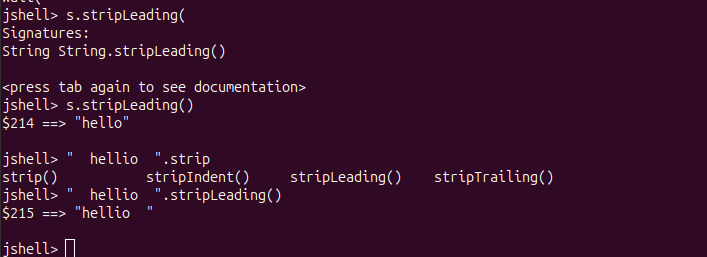 jshell> s.stripLeading(
Signatures:
String String.stripLeading()
<press tab again to see documentation>
jshell> s.stripLeading()
$214 ==> "hello"
jshell> "  hellio  ".strip
strip()           stripIndent()     stripLeading()    stripTrailing()
jshell> "  hellio  ".stripLeading()
$215 ==> "hellio  "
jshell>